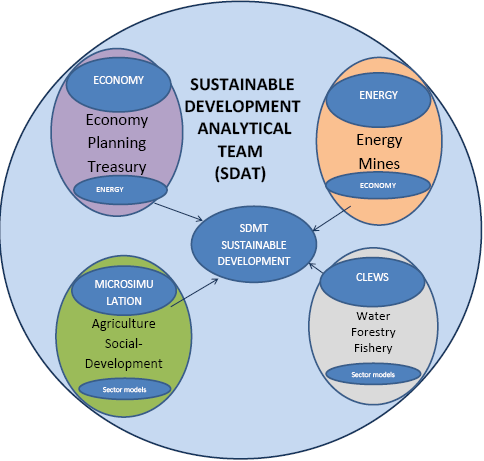 SUSTAINABLE
DEVELOPMENT
ANALYTICAL
TEAM
(SDAT)
ECONOMY
Economy
Planning
Treasury
ENERGY
ENERGY
Energy
Mines
ECONOMY
SDMT
SUSTAINABLE
DEVELOPMENT
MICROSIMU
LATION
Agriculture
Social-
Development
Sector models
CLEWS
Water
Forestry
Fishery
Sector models